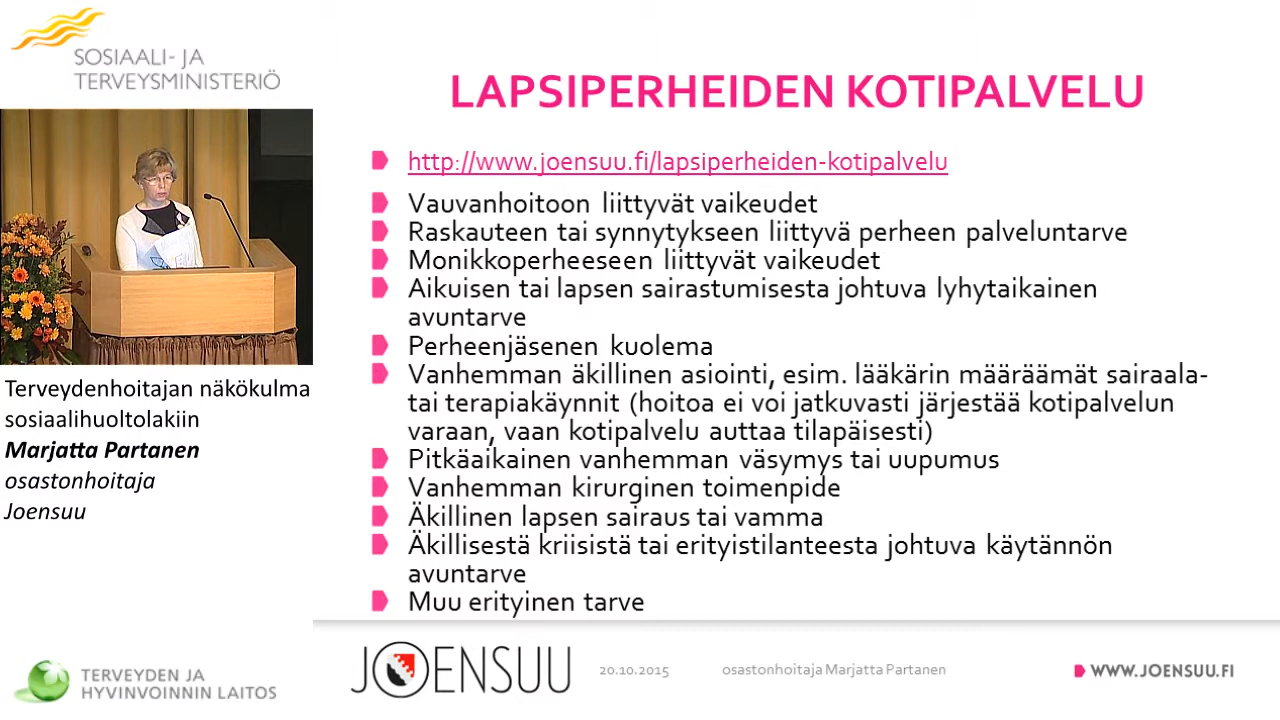 SOSIAALI- JA
TERVEYSMINISTERIÖ
Terveydenhoitajan näkökulma
sosiaalihuoltolakiin
Marjatta Partanen
osastonhoitaja
Joensuu
TERVEYDEN JA
HYVINVOINNIN LAITOS
LAPSIPERHEIDEN KOTIPALVELU
http://www.joensuu.fi/lapsiperheiden-kotipalvelu
Vauvanhoitoon liittyvät vaikeudet
Raskauteen tai synnytykseen liittyvä perheen palveluntarve
Monikkoperheeseen liittyvät vaikeudet
Aikuisen tai lapsen sairastumisesta johtuva lyhytaikainen
avuntarve
Perheenjäsenen kuolema
Vanhemman äkillinen asiointi, esim. lääkärin määräämät sairaala-
tai terapiakäynnit (hoitoa ei voi jatkuvasti järjestää kotipalvelun
varaan, vaan kotipalvelu auttaa tilapäisesti)
Pitkäaikainen vanhemman väsymys tai uupumus
Vanhemman kirurginen toimenpide
Äkillinen lapsen sairaus tai vamma
Äkillisestä kriisistä tai erityistilanteesta johtuva käytännön
avuntarve
Muu erityinen tarve
JOENSUU
20.10.2015
osastonhoitaja Marjatta Partanen
WWW.JOENSUU.FI